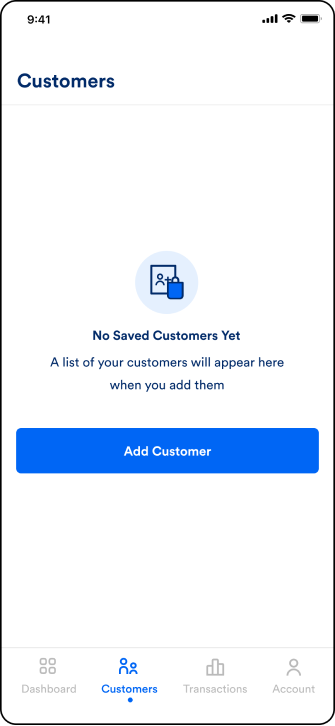 9:41
Customers
No Saved Customers Yet
A list of your customers will appear here
when you add them
Add Customer
Dashboard Customers Transactions Account